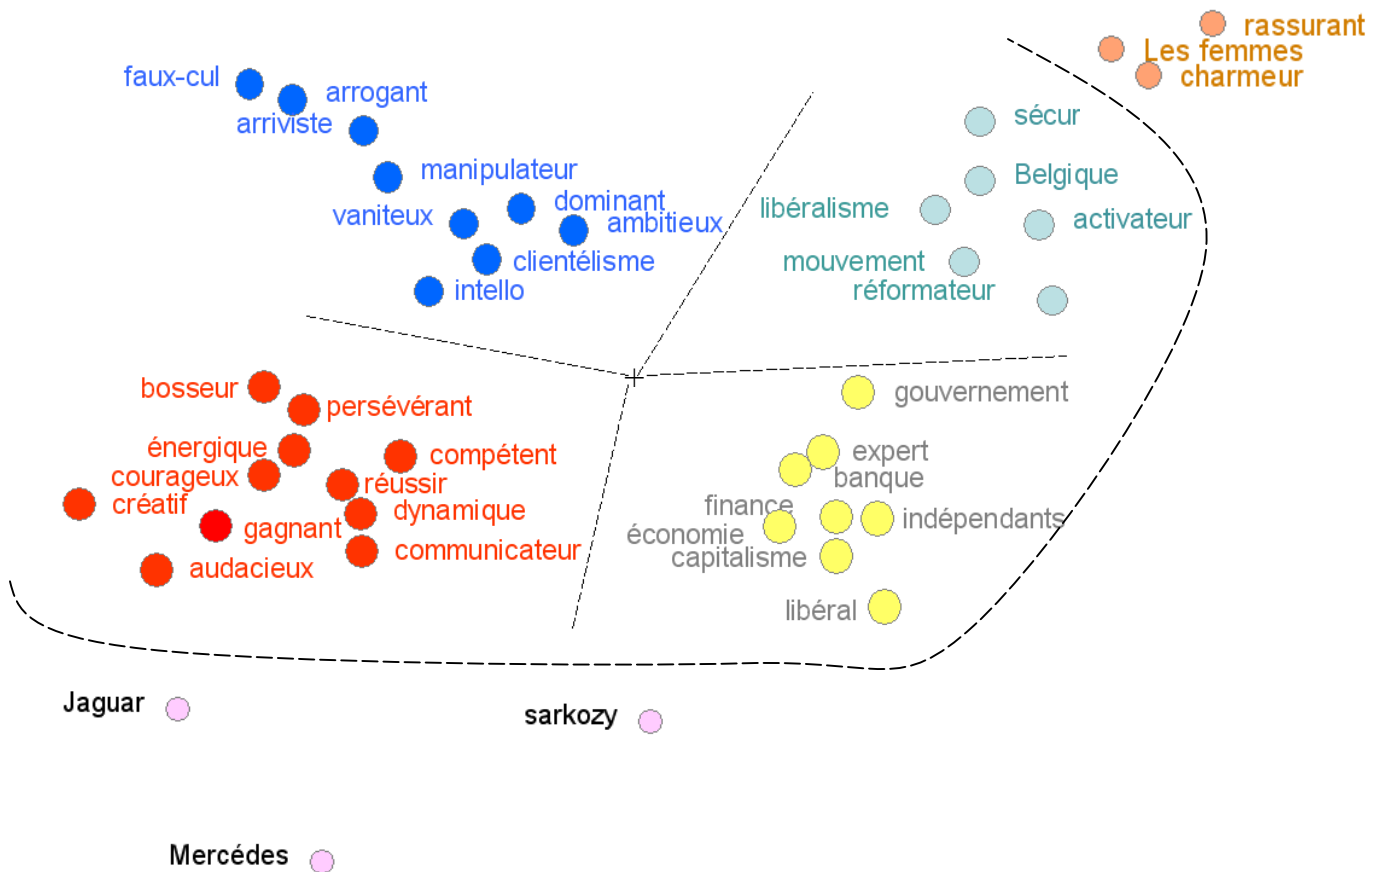 rassurant
Les femmes
charmeur
faux-cul
arrogant
arriviste
manipulateur
dominant
vaniteux
ambitieux
clientélisme
intello
sécur
Belgique
libéralisme
activateur
mouvement
réformateur
bosseur
persévérant
énergique
compétent
courageux
réussir
créatif
dynamique
gagnant
communicateur
audacieux
gouvernement
expert
banque
finance
indépendants
économie
capitalisme
libéral
Jaguar
sarkozy
Mercédes